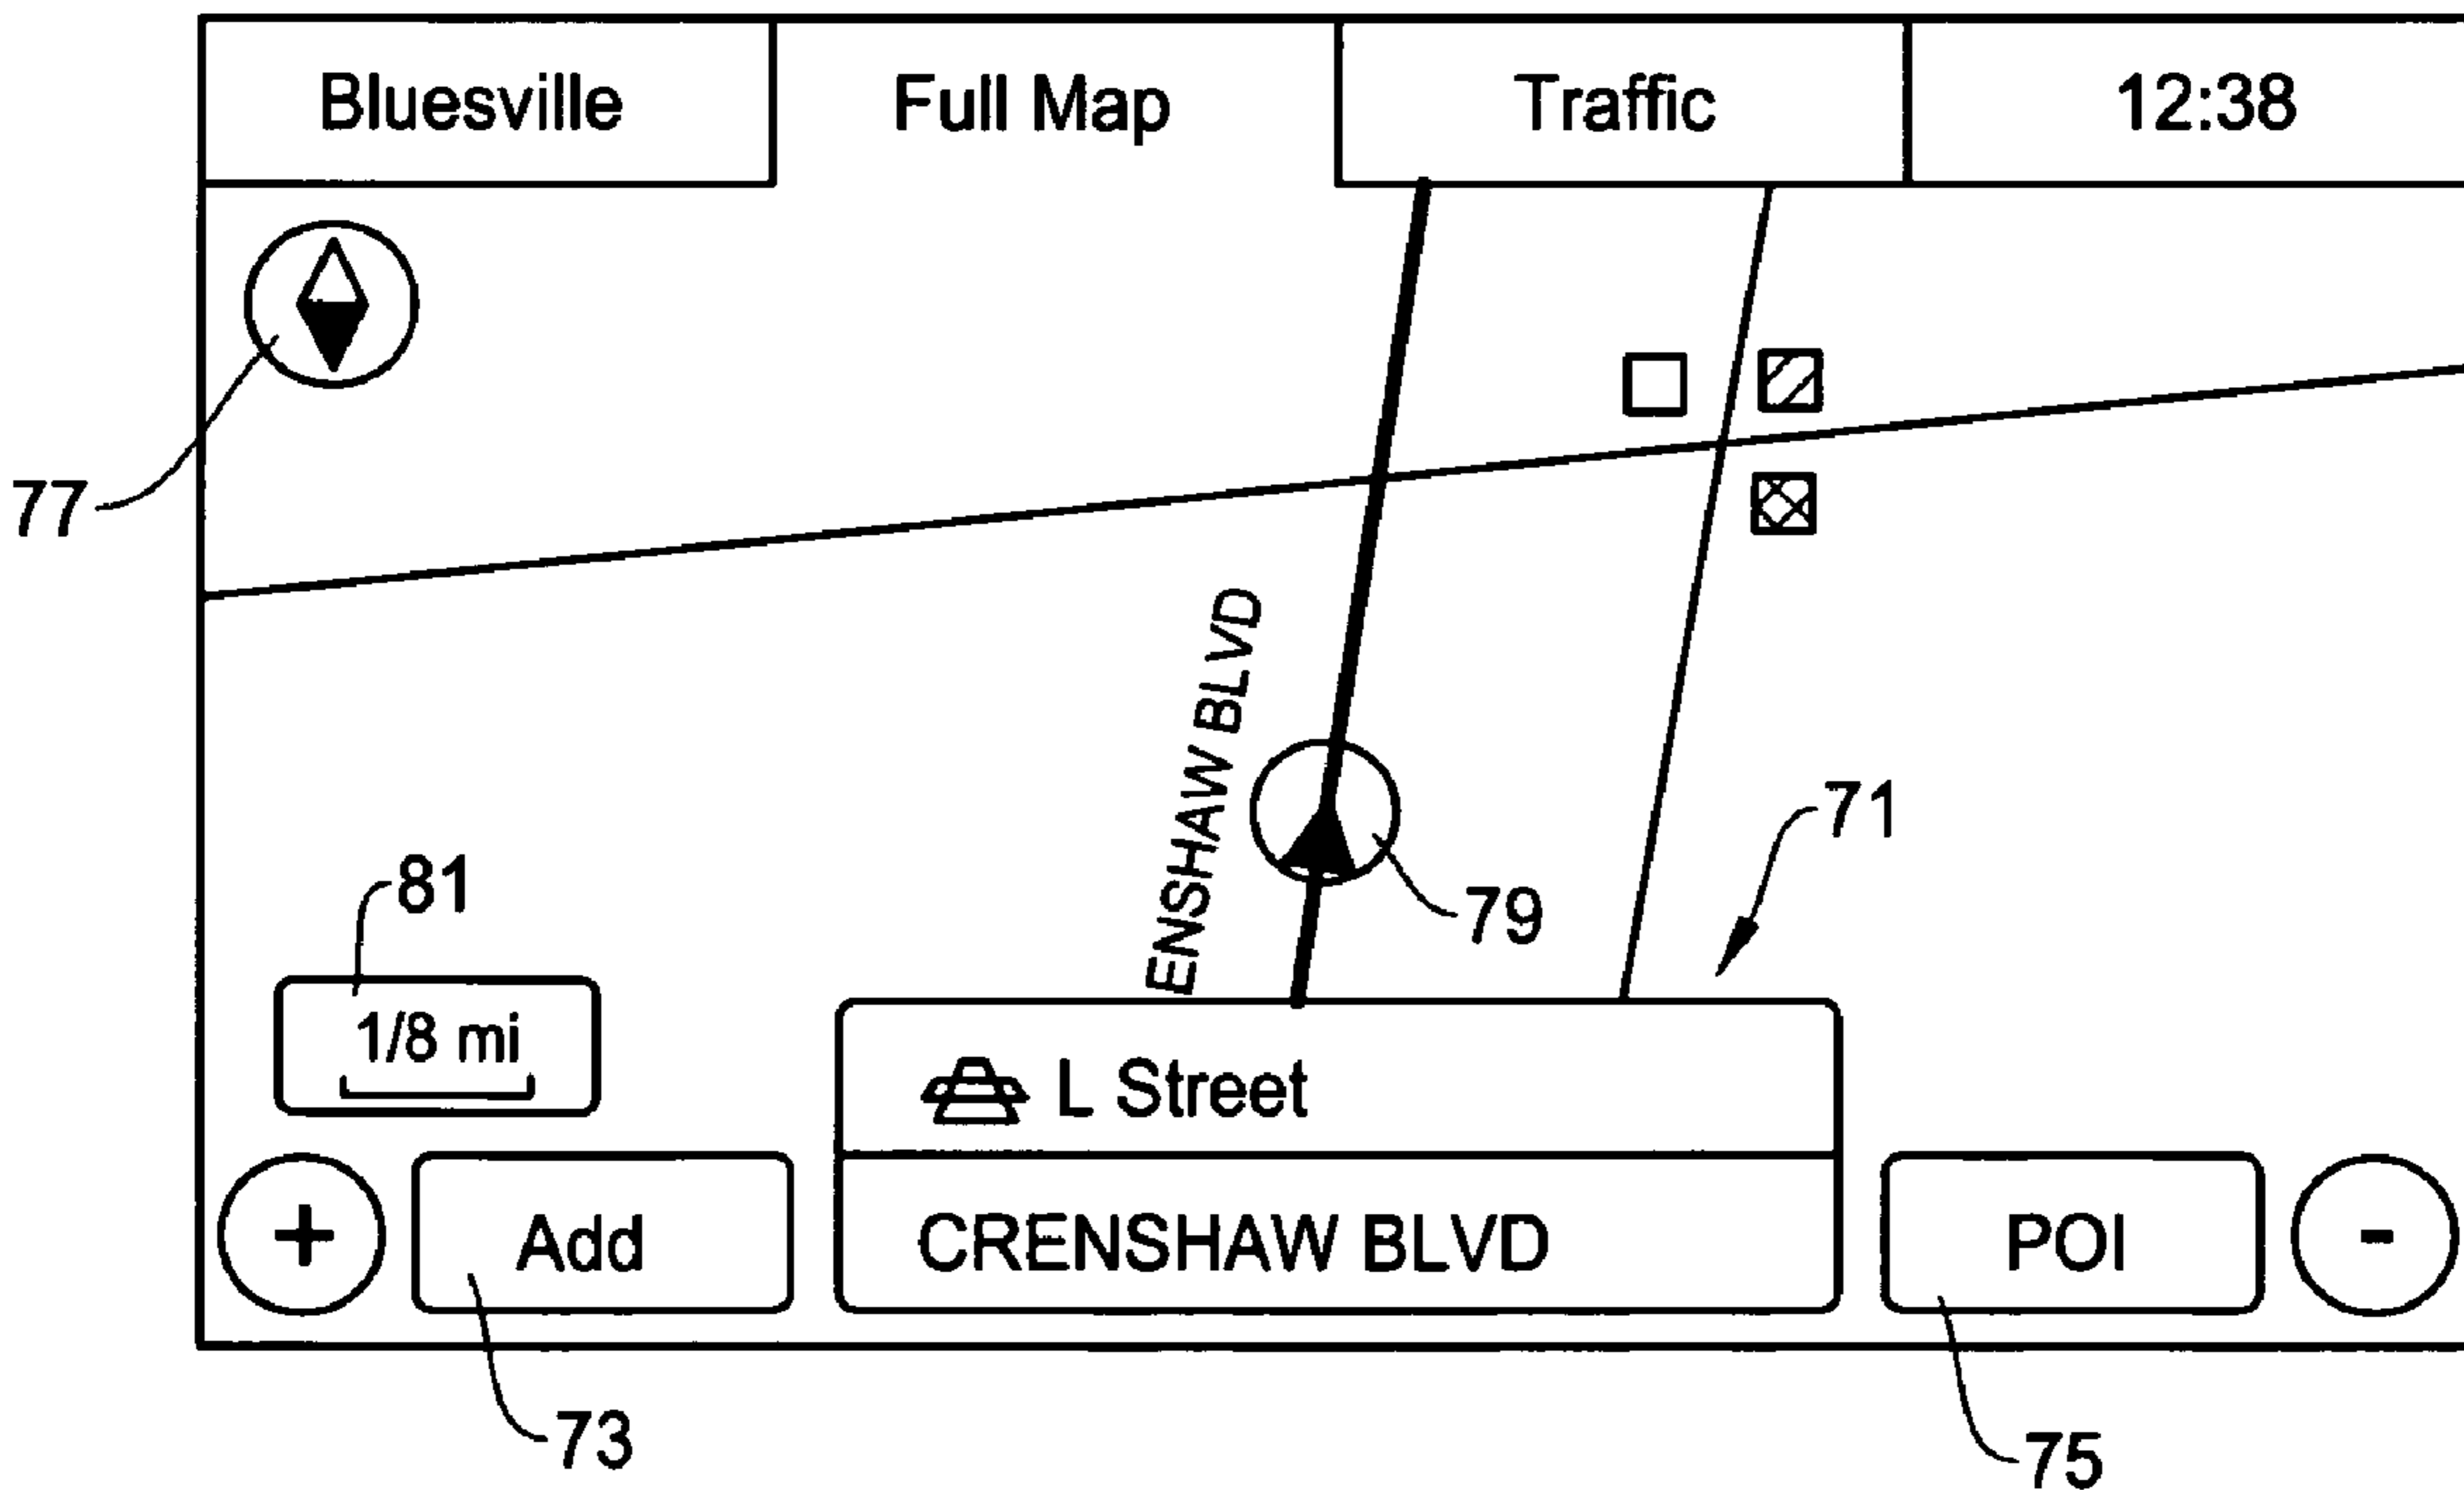 Bluesville Full Map Traffic 12:38
77
ENSHAW BLVD
71
81
79
1/8 mi
L Street
+ Add CRENSHAW BLVD POI -
73
75